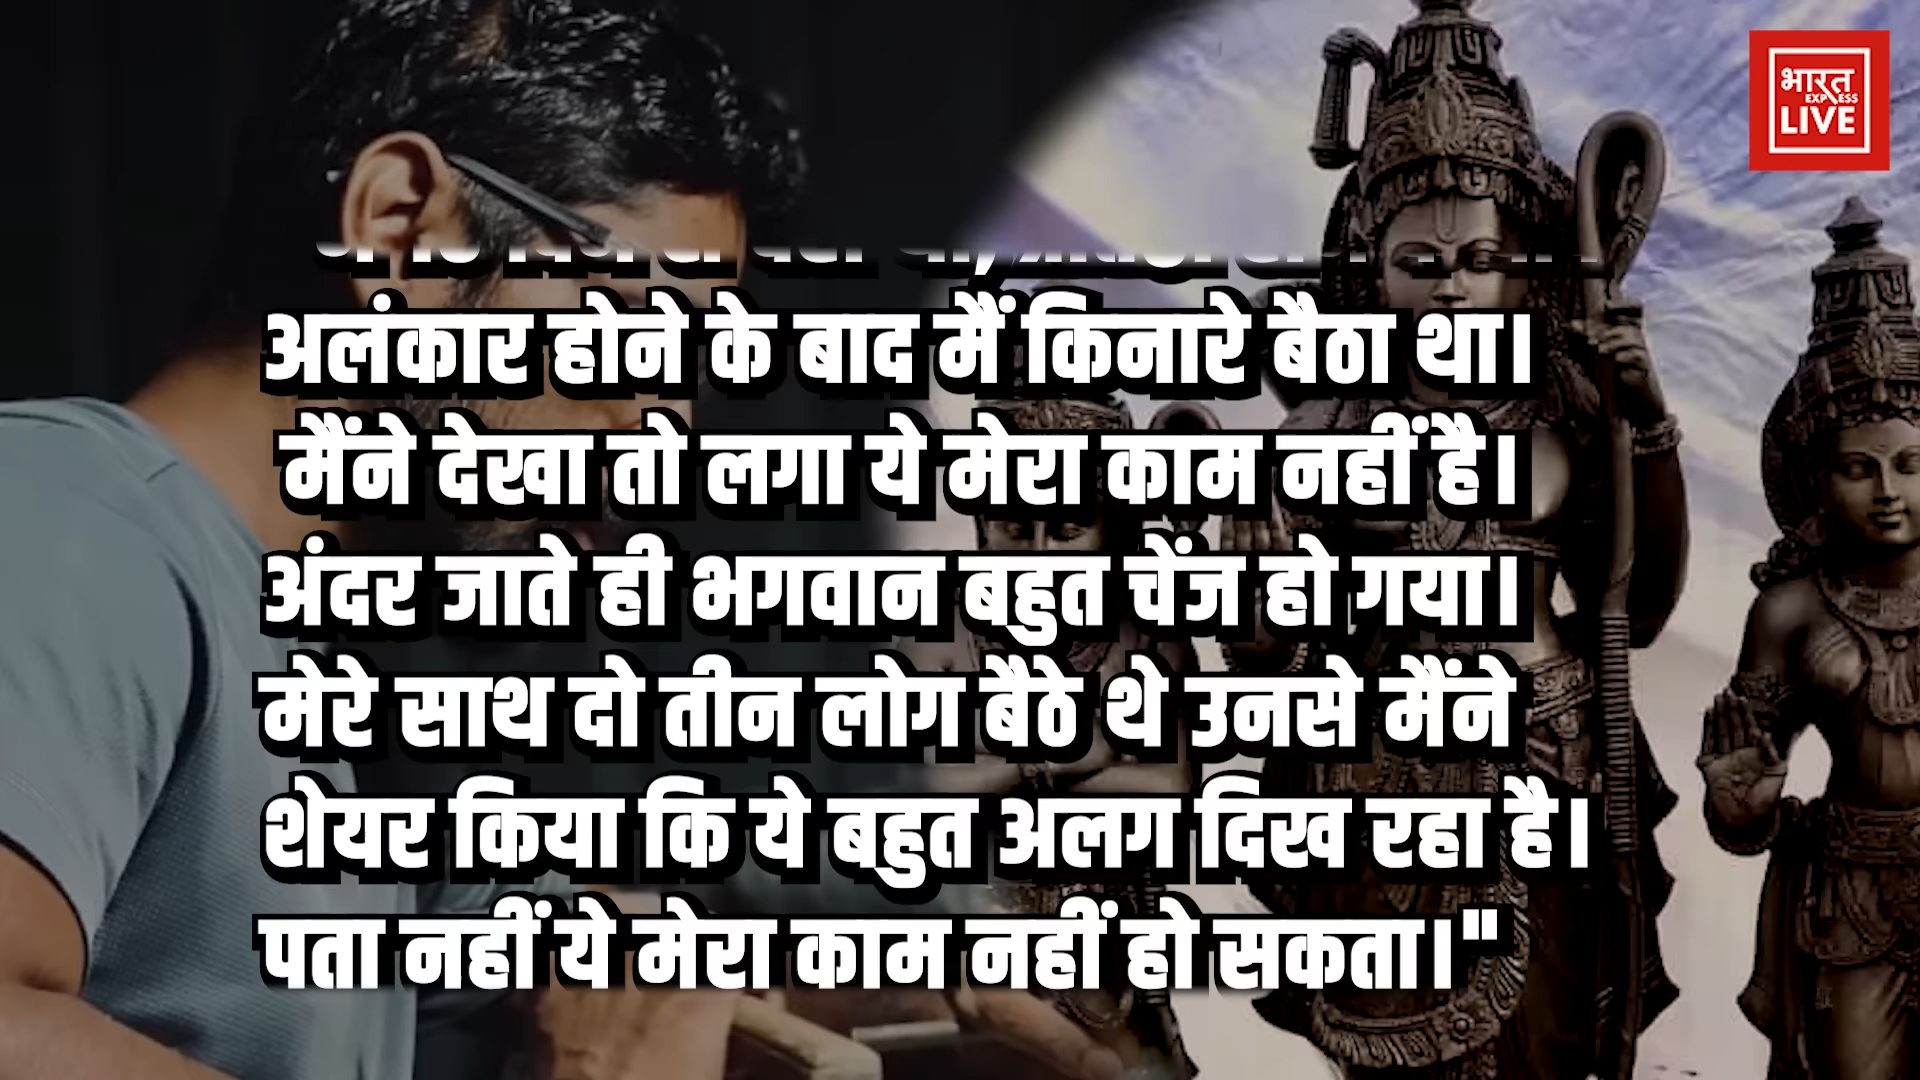 भारत
EXPRESS
LIVE
अलंकार होने के बाद मैं किनारे बैठा था।
मैंने देखा तो लगा ये मेरा काम नहीं है।
अंदर जाते ही भगवान बहुत चेंज हो गया।
मेरे साथ दो तीन लोग बैठे थे उनसे मैंने
शेयर किया कि ये बहुत अलग दिख रहा है।
पता नहीं ये मेरा काम नहीं हो सकता।"